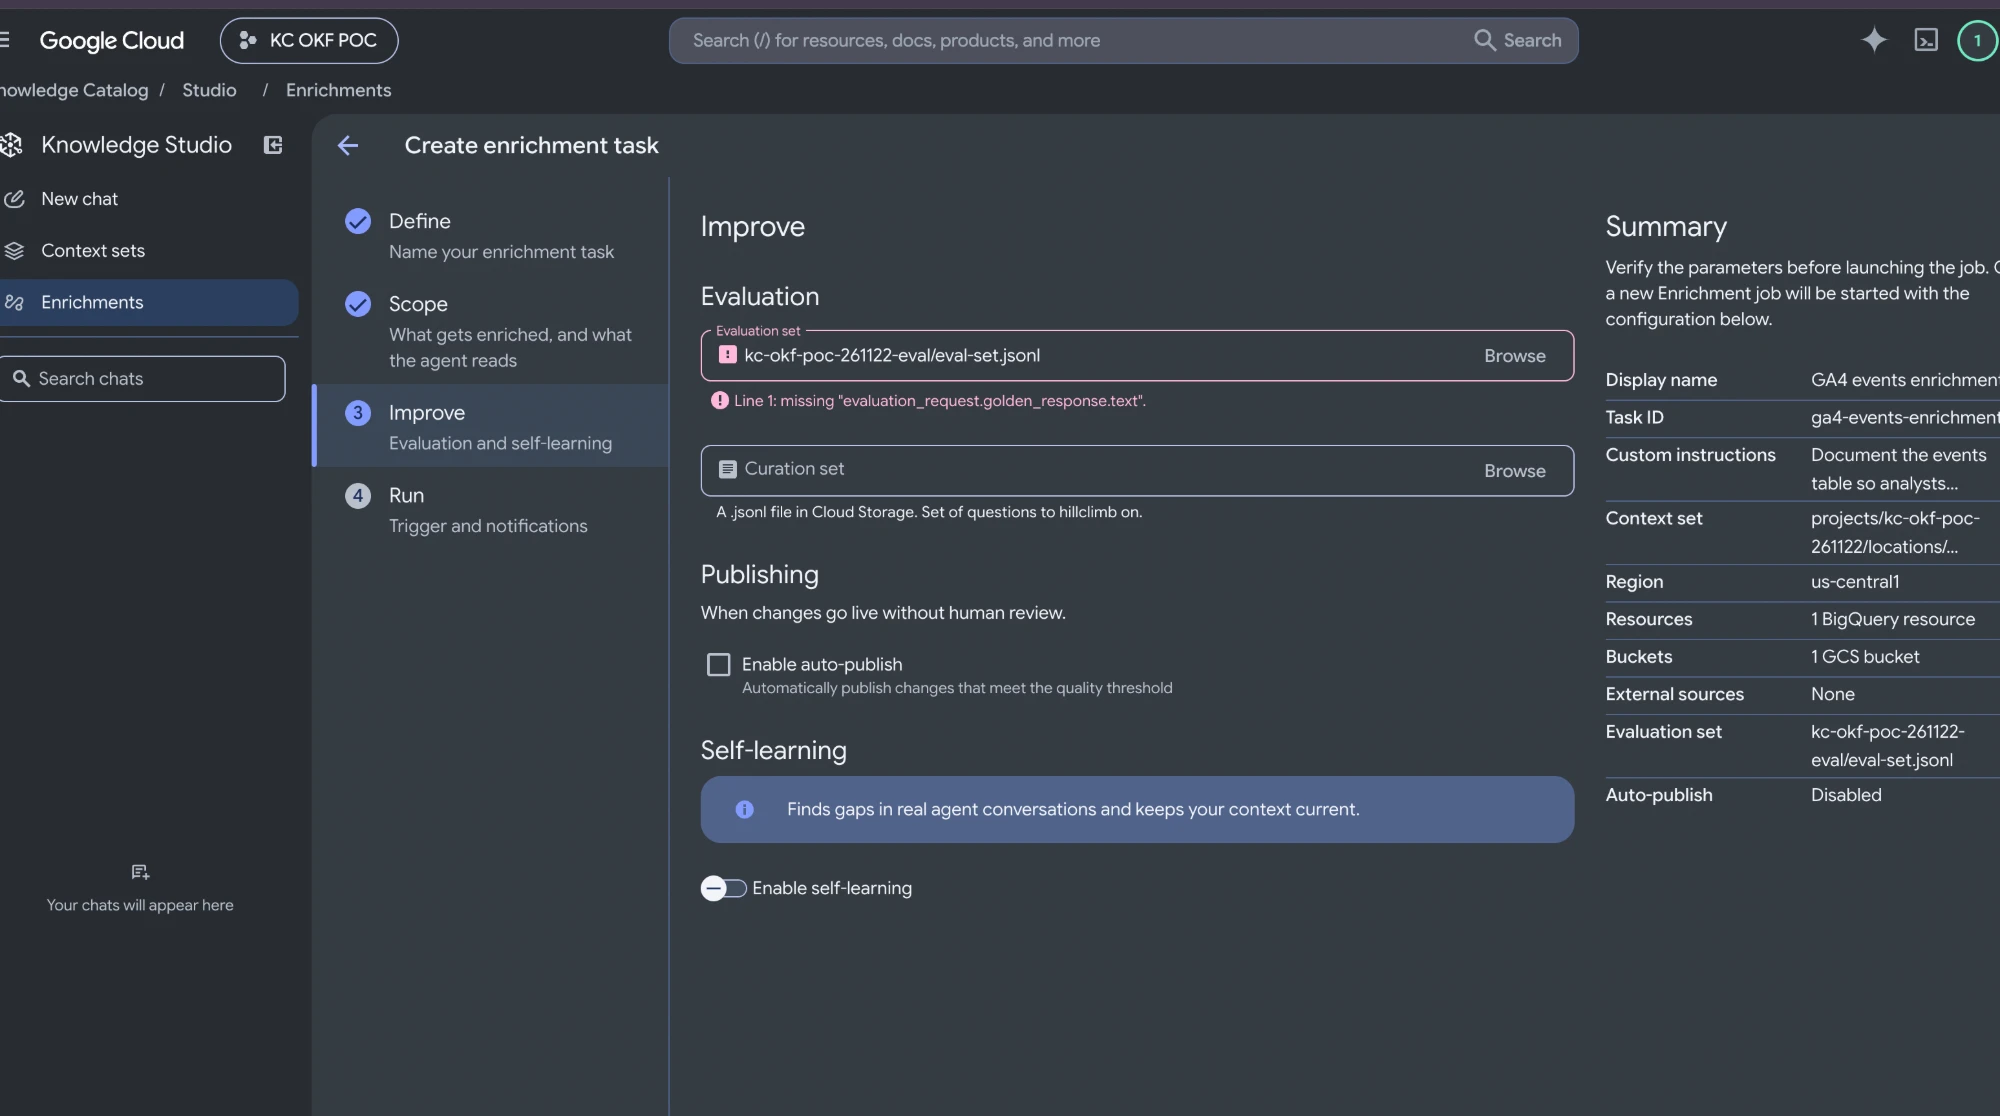 Google Cloud
KC OKF POC
Search (/) for resources, docs, products, and more
Search
1
nowledge Catalog / Studio / Enrichments
Knowledge Studio
New chat
Context sets
Enrichments
Search chats
Your chats will appear here
Create enrichment task
Define
Name your enrichment task
Scope
What gets enriched, and what
the agent reads
3
Improve
Evaluation and self-learning
4
Run
Trigger and notifications
Improve
Evaluation
Evaluation set
kc-okf-poc-261122-eval/eval-set.jsonl
Browse
Line 1: missing "evaluation_request.golden_response.text".
Curation set
Browse
A .jsonl file in Cloud Storage. Set of questions to hillclimb on.
Publishing
When changes go live without human review.
Enable auto-publish
Automatically publish changes that meet the quality threshold
Self-learning
Finds gaps in real agent conversations and keeps your context current.
Enable self-learning
Summary
Verify the parameters before launching the job.
a new Enrichment job will be started with the
configuration below.
Display name GA4 events enrichment
Task ID ga4-events-enrichment
Custom instructions Document the events
table so analysts...
Context set projects/kc-okf-poc-
261122/locations/...
Region us-central1
Resources 1 BigQuery resource
Buckets 1 GCS bucket
External sources None
Evaluation set kc-okf-poc-261122-
eval/eval-set.jsonl
Auto-publish Disabled